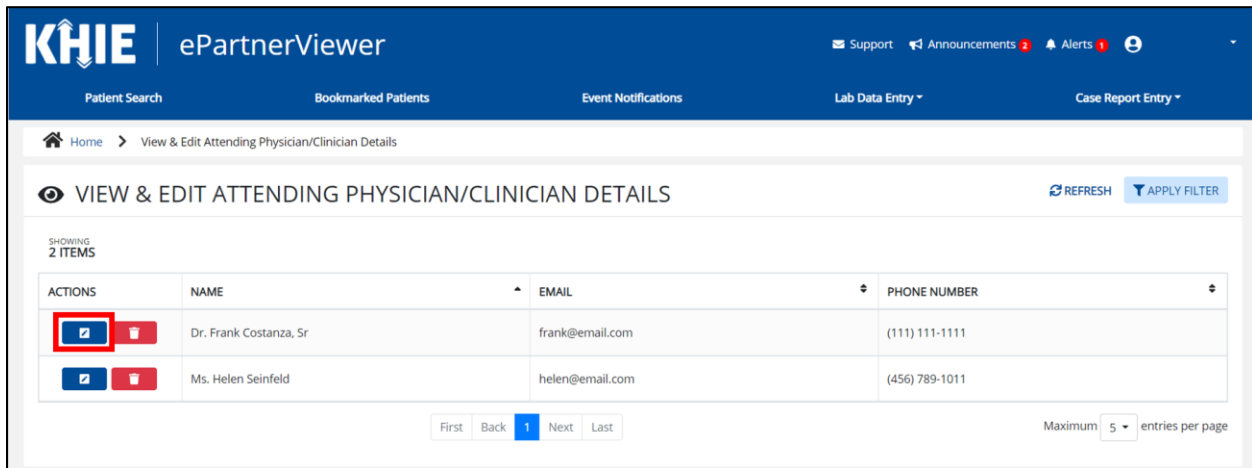 KHIE ePartnerViewer
Support Announcements 2 Alerts 1
Patient Search Bookmarked Patients Event Notifications Lab Data Entry Case Report Entry
Home > View & Edit Attending Physician/Clinician Details
VIEW & EDIT ATTENDING PHYSICIAN/CLINICIAN DETAILS REFRESH APPLY FILTER
SHOWING
2 ITEMS
ACTIONS NAME EMAIL PHONE NUMBER
Dr. Frank Costanza, Sr frank@email.com (111) 111-1111
Ms. Helen Seinfeld helen@email.com (456) 789-1011
First Back 1 Next Last Maximum 5 entries per page